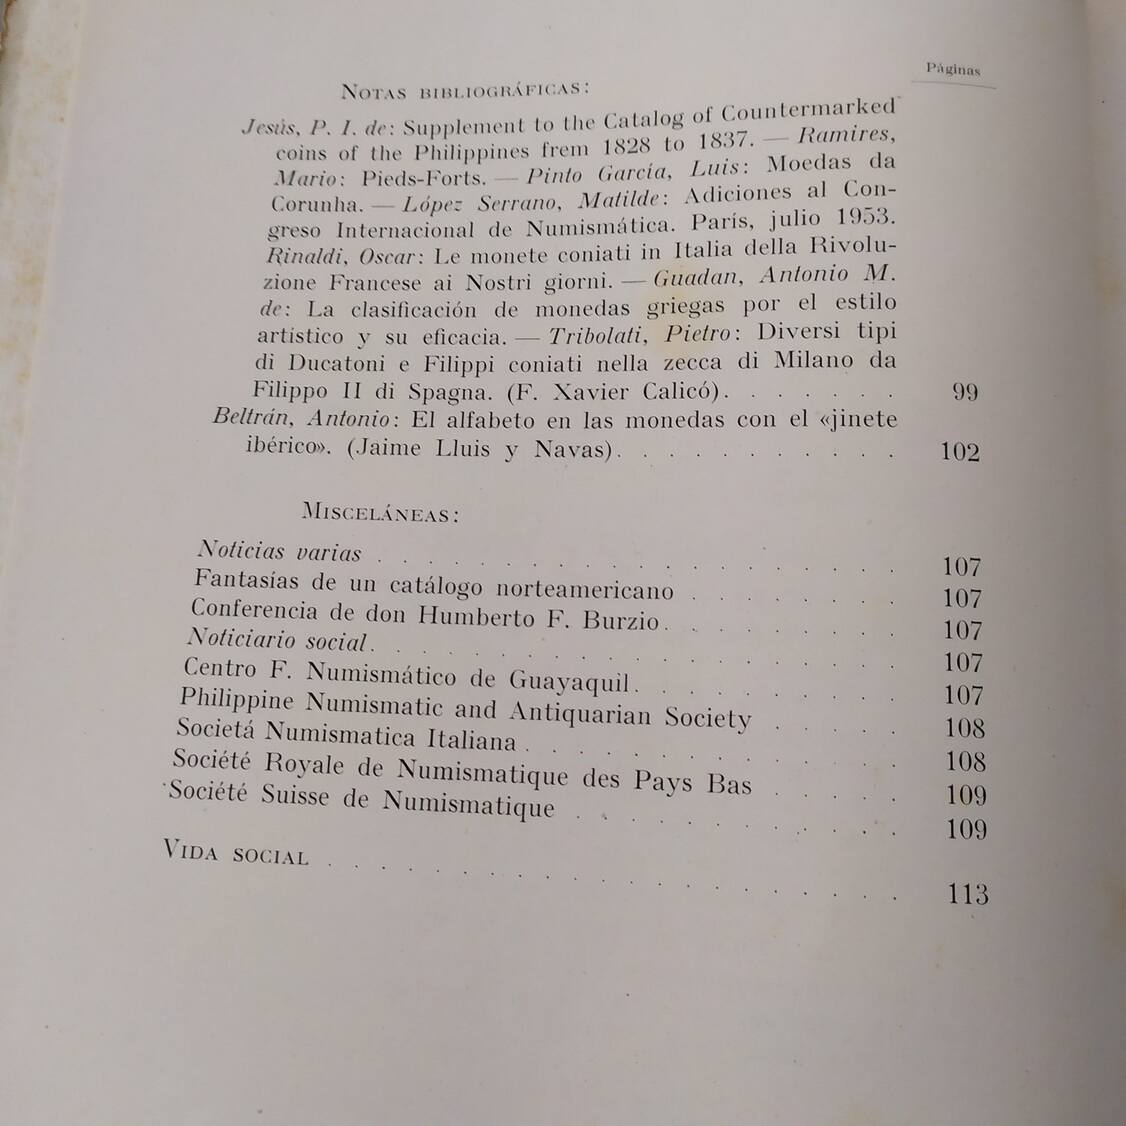 Páginas
NOTAS BIBLIOGRÁFICAS:
Jesús, P. I. de: Supplement to the Catalog of Countermarked
coins of the Philippines frem 1828 to 1837. — Ramires,
Mario: Pieds-Forts. — Pinto García, Luis: Moedas da
Corunha. — López Serrano, Matilde: Adiciones al Con-
greso Internacional de Numismática. París, julio 1953.
Rinaldi, Oscar: Le monete coniati in Italia della Rivolu-
zione Francese ai Nostri giorni. — Guadan, Antonio M.
de: La clasificación de monedas griegas por el estilo
artístico y su eficacia. — Tribolati, Pietro: Diversi tipi
di Ducatoni e Filippi coniati nella zecca di Milano da
Filippo II di Spagna. (F. Xavier Calicó). . . . . . . 99
Beltrán, Antonio: El alfabeto en las monedas con el «jinete
ibérico». (Jaime Lluis y Navas). . . . . . . . . . . 102
MISCELÁNEAS:
Noticias varias . . . . . . . . . . . . . . . . . 107
Fantasías de un catálogo norteamericano . . . . . . . 107
Conferencia de don Humberto F. Burzio. . . . . . . . 107
Noticiario social. . . . . . . . . . . . . . . . . 107
Centro F. Numismático de Guayaquil. . . . . . . . . 107
Philippine Numismatic and Antiquarian Society . . . . . 108
Societá Numismatica Italiana . . . . . . . . . . . . 108
Société Royale de Numismatique des Pays Bas . . . . . 109
Société Suisse de Numismatique . . . . . . . . . . . 109
VIDA SOCIAL . . . . . . . . . . . . . . . . . . . 113